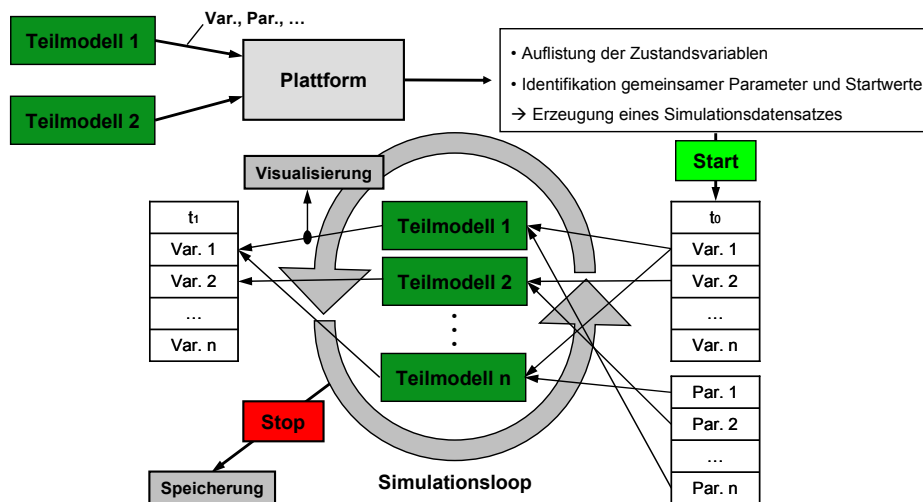 Var., Par., …
Teilmodell 1
Teilmodell 2
Plattform
• Auflistung der Zustandsvariablen
• Identifikation gemeinsamer Parameter und Startwerte
→ Erzeugung eines Simulationsdatensatzes
Start
Visualisierung
t1
Var. 1
Var. 2
…
Var. n
Teilmodell 1
Teilmodell 2
Teilmodell n
t0
Var. 1
Var. 2
…
Var. n
Par. 1
Par. 2
…
Par. n
Stop
Speicherung
Simulationsloop